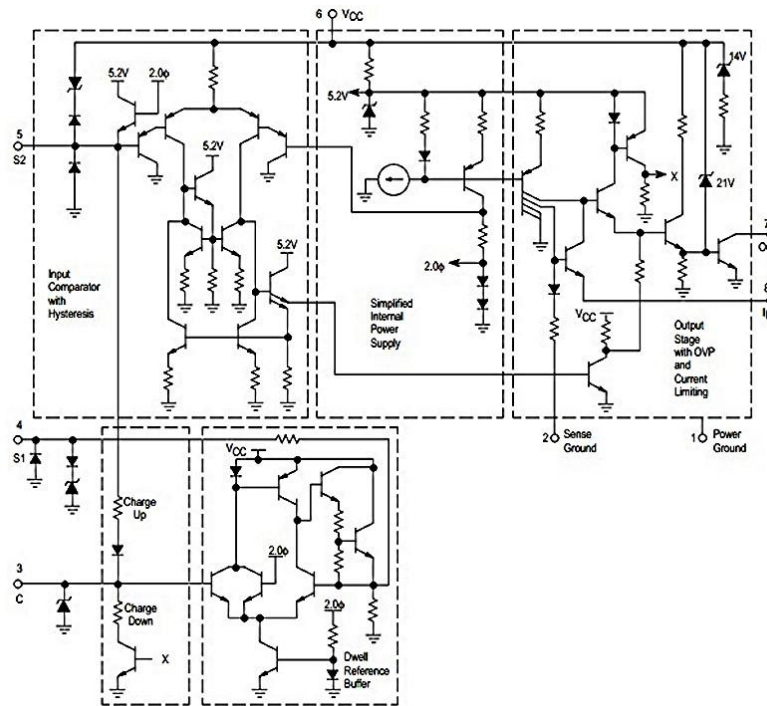 6 VCC
5.2V
2.0ϕ
14V
5.2V
5
S2
5.2V
X
21V
7
5.2V
2.0ϕ
8
Input
Comparator
with
Hysteresis
Simplified
Internal
Power
Supply
VCC
Output
Stage
with OVP
and
Current
Limiting
4
S1
2 Sense
Ground
1 Power
Ground
VCC
Charge
Up
3
C
2.0ϕ
Charge
Down
2.0ϕ
X
Dwell
Reference
Buffer